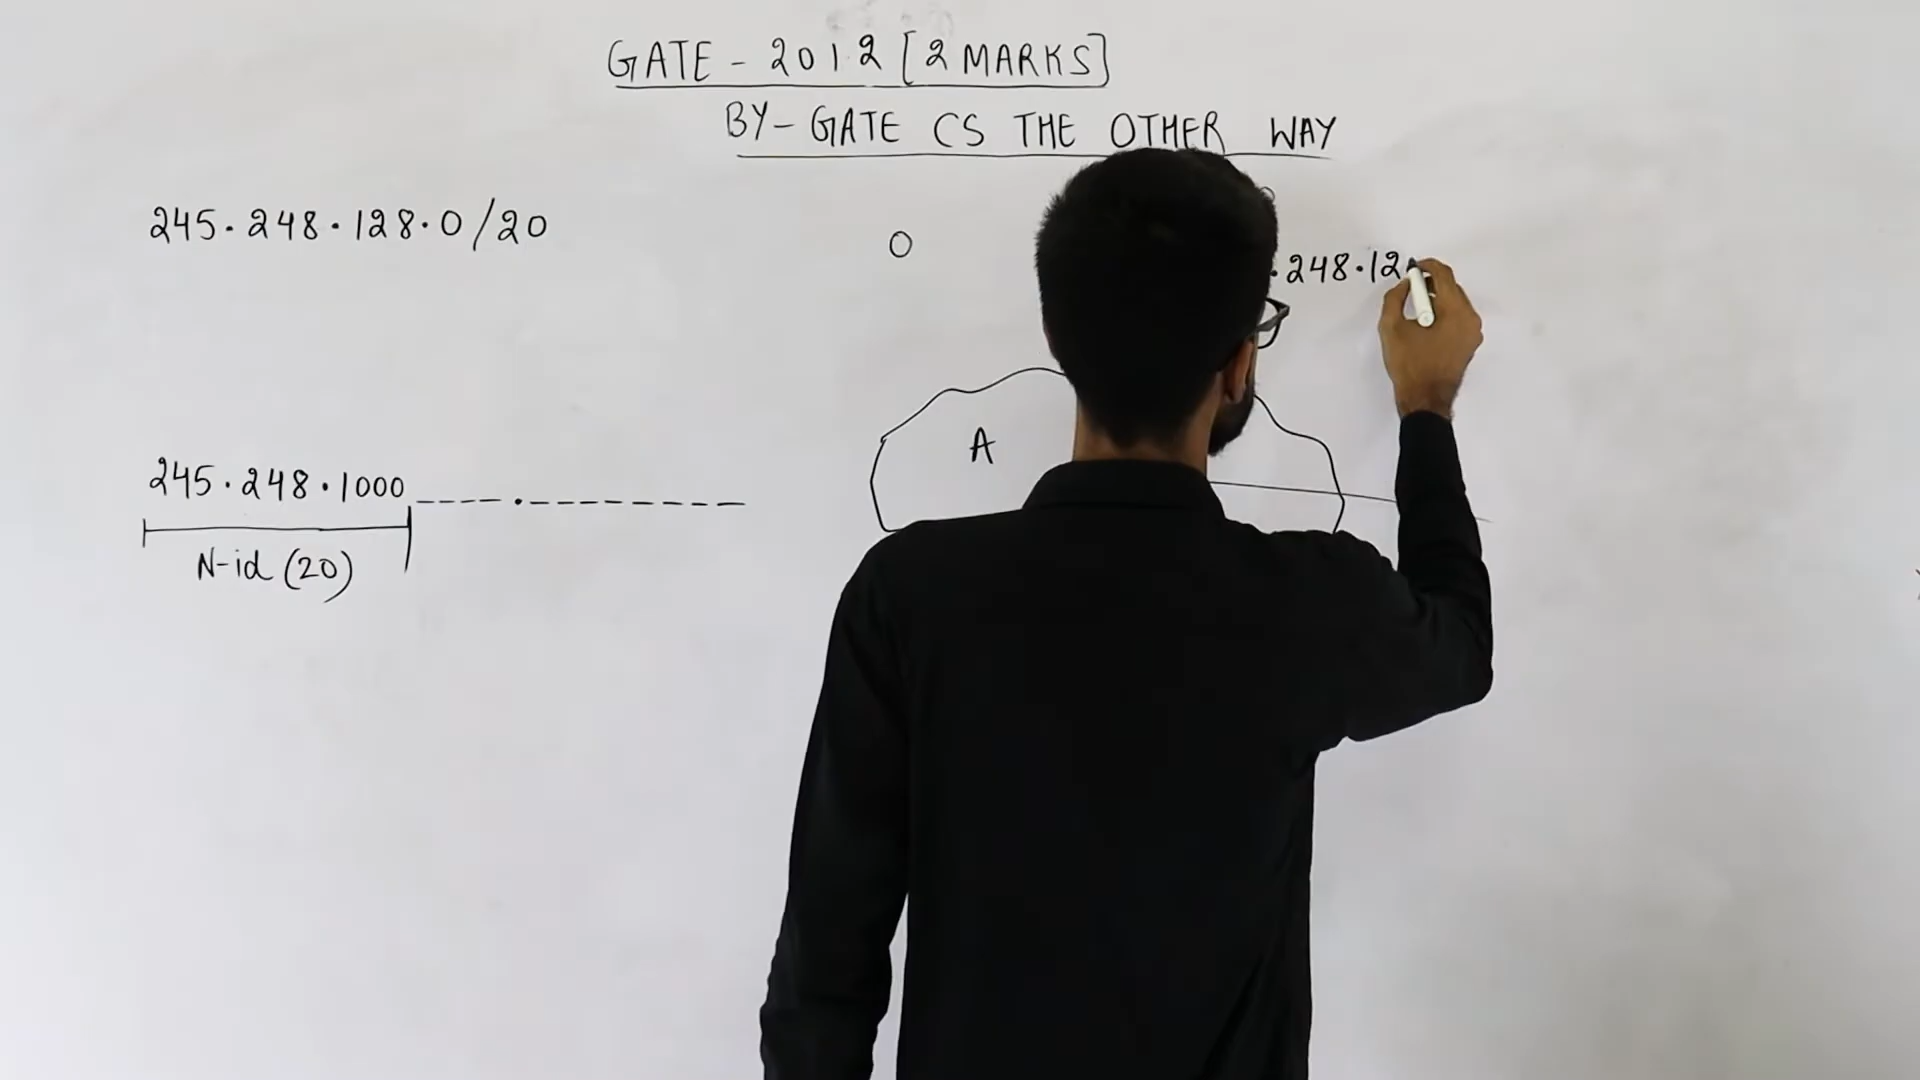 GATE - 2012 [2 MARKS]
BY - GATE CS THE OTHER WAY
245.248.128.0/20
0
.248.12
A
245.248.1000 _ _ _ _ . _ _ _ _ _ _ _ _
N-id (20)